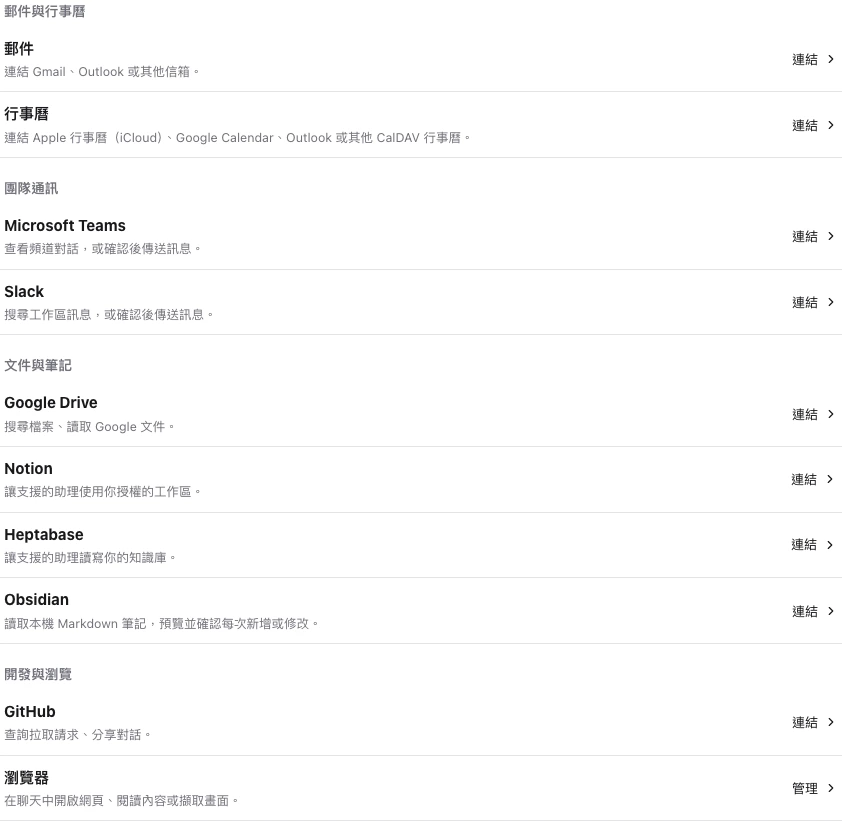 郵件與行事曆
郵件
連結 Gmail、Outlook 或其他信箱。
連結
行事曆
連結 Apple 行事曆（iCloud）、Google Calendar、Outlook 或其他 CalDAV 行事曆。
連結
團隊通訊
Microsoft Teams
查看頻道對話，或確認後傳送訊息。
連結
Slack
搜尋工作區訊息，或確認後傳送訊息。
連結
文件與筆記
Google Drive
搜尋檔案、讀取 Google 文件。
連結
Notion
讓支援的助理使用你授權的工作區。
連結
Heptabase
讓支援的助理讀寫你的知識庫。
連結
Obsidian
讀取本機 Markdown 筆記，預覽並確認每次新增或修改。
連結
開發與瀏覽
GitHub
查詢拉取請求、分享對話。
連結
瀏覽器
在聊天中開啟網頁、閱讀內容或擷取畫面。
管理